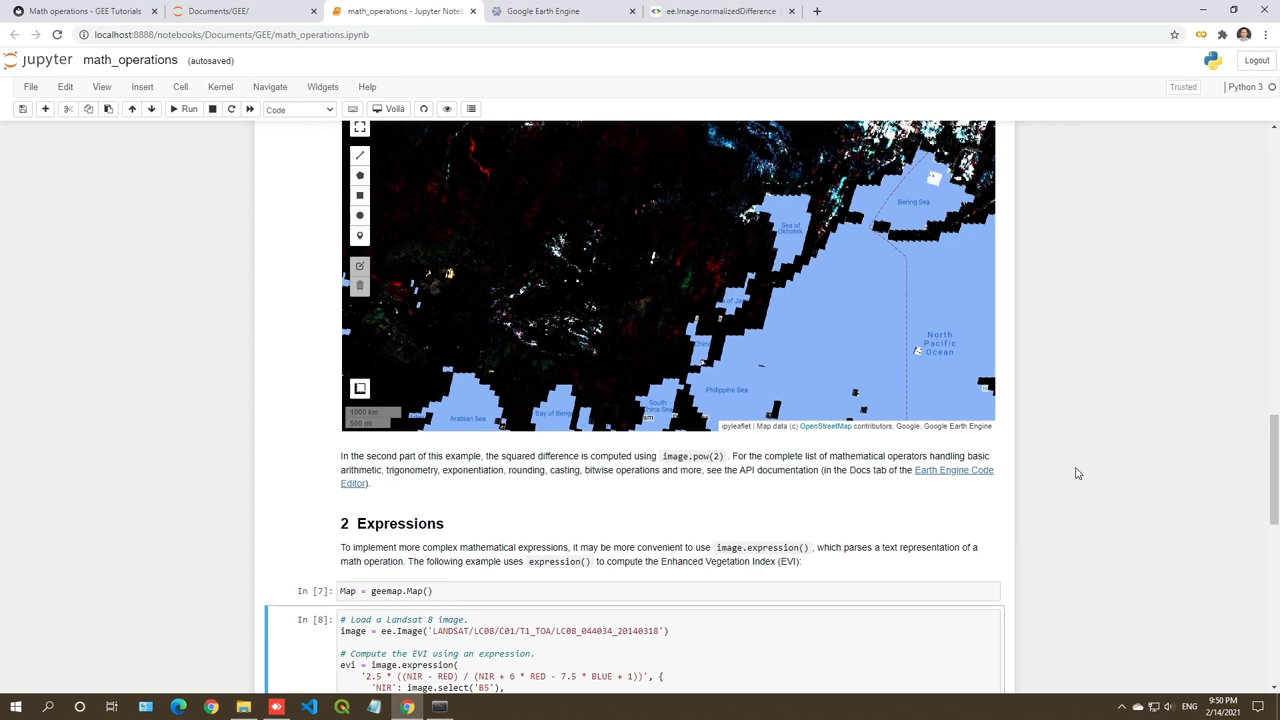 Math operations - GEE Tutorials
Documents/GEE/
math_operations - Jupyter Noteb
Google Earth Engine
ee.Image.normalizedDifference
localhost:8888/notebooks/Documents/GEE/math_operations.ipynb
jupyter math_operations (autosaved)
Logout
File Edit View Insert Cell Kernel Navigate Widgets Help
Trusted
Python 3
Run
Code
Voilà
Bering Sea
Sea of
Okhotsk
North
Pacific
Ocean
Philippine Sea
South
China Sea
Arabian Sea
Bay of Beng
1000 km
500 mi
ipyleaflet | Map data (c) OpenStreetMap contributors, Google, Google Earth Engine
In the second part of this example, the squared difference is computed using image.pow(2) . For the complete list of mathematical operators handling basic
arithmetic, trigonometry, exponentiation, rounding, casting, bitwise operations and more, see the API documentation (in the Docs tab of the Earth Engine Code
Editor).
2 Expressions
To implement more complex mathematical expressions, it may be more convenient to use image.expression() , which parses a text representation of a
math operation. The following example uses expression() to compute the Enhanced Vegetation Index (EVI):
In [7]: Map = geemap.Map()
In [8]: # Load a Landsat 8 image.
image = ee.Image('LANDSAT/LC08/C01/T1_TOA/LC08_044034_20140318')
# Compute the EVI using an expression.
evi = image.expression(
'2.5 * ((NIR - RED) / (NIR + 6 * RED - 7.5 * BLUE + 1))', {
'NIR': image.select('B5'),
ENG
9:50 PM
2/14/2021